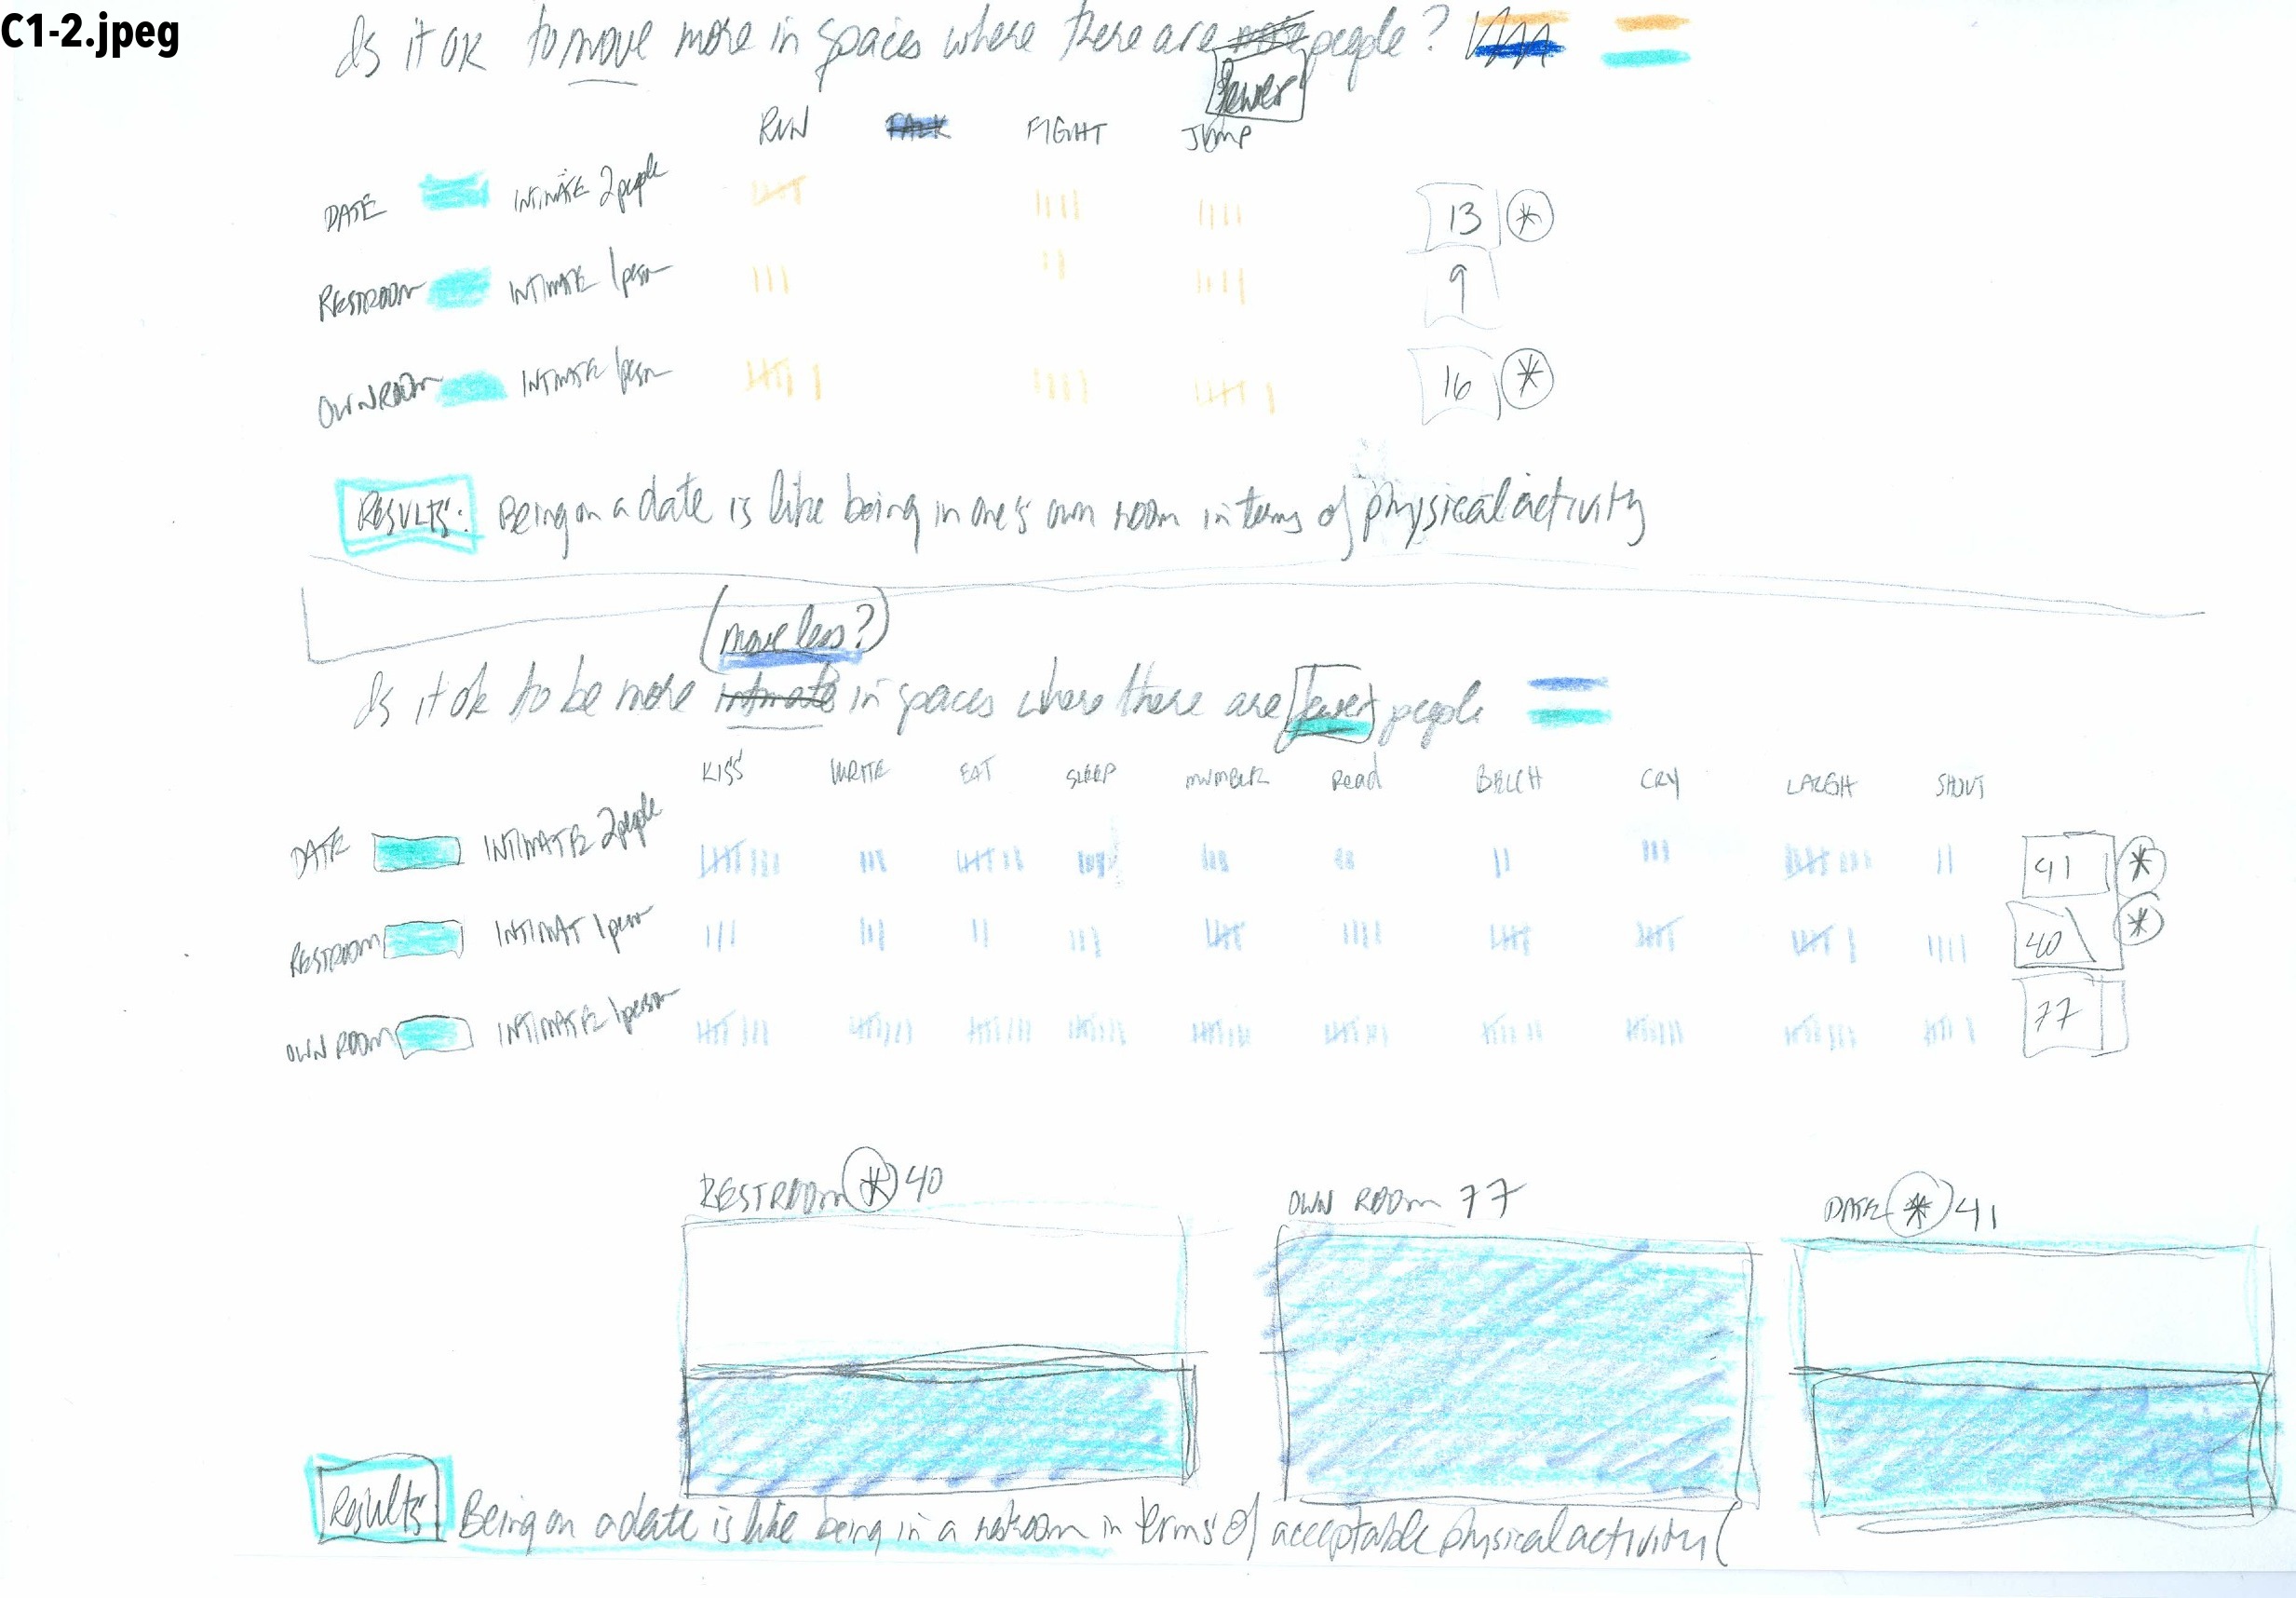 C1-2.jpeg
Is it ok to move more in spaces where there are more people?
fewer
RUN TALK FIGHT JUMP
DATE INTIMATE 2 people 13 *
RESTROOM INTIMATE 1 person 9
OWN ROOM INTIMATE 1 person 16 *
RESULTS: Being on a date is like being in one's own room in terms of physical activity
(move less?)
Is it ok to be more intimate in spaces where there are fewer people
KISS WRITE EAT SLEEP MUMBLE Read BELCH CRY LAUGH SHOUT
DATE INTIMATE 2 people 41 *
RESTROOM INTIMAT 1 person 40 *
OWN ROOM INTIMATE 1 person 77
RESTROOM * 40 OWN ROOM 77 DATE * 41
Results: Being on a date is like being in a restroom in terms of acceptable physical activity (